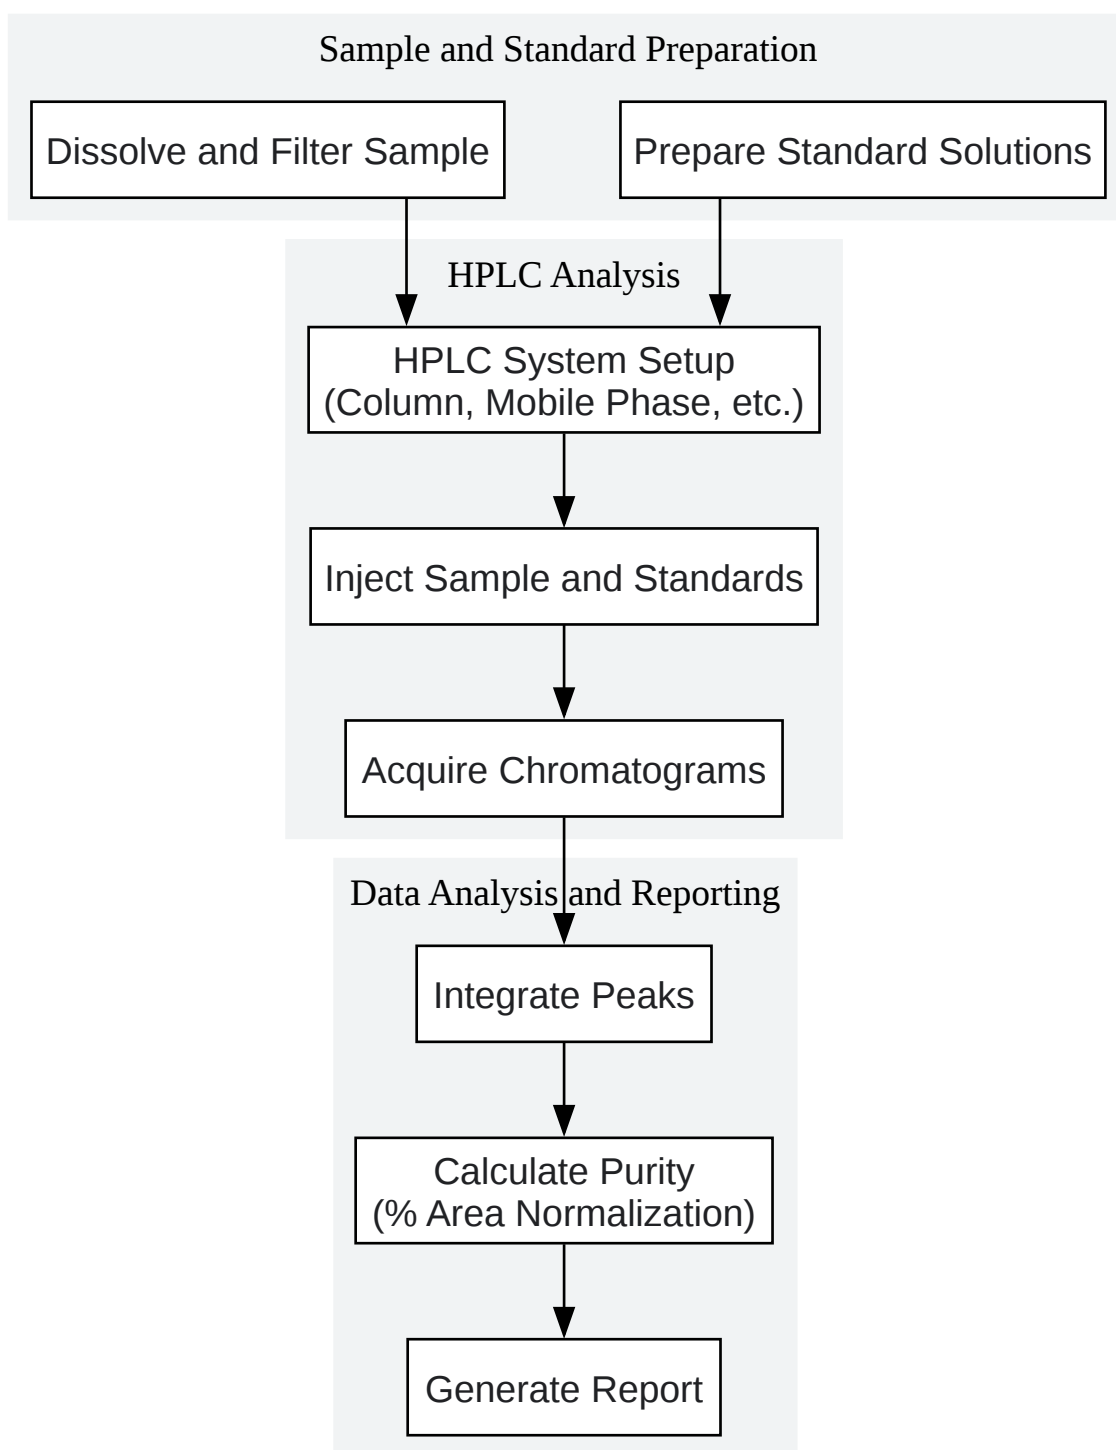 Sample and Standard Preparation
Dissolve and Filter Sample
Prepare Standard Solutions
HPLC Analysis
HPLC System Setup
(Column, Mobile Phase, etc.)
Inject Sample and Standards
Acquire Chromatograms
Data Analysis and Reporting
Integrate Peaks
Calculate Purity
(% Area Normalization)
Generate Report